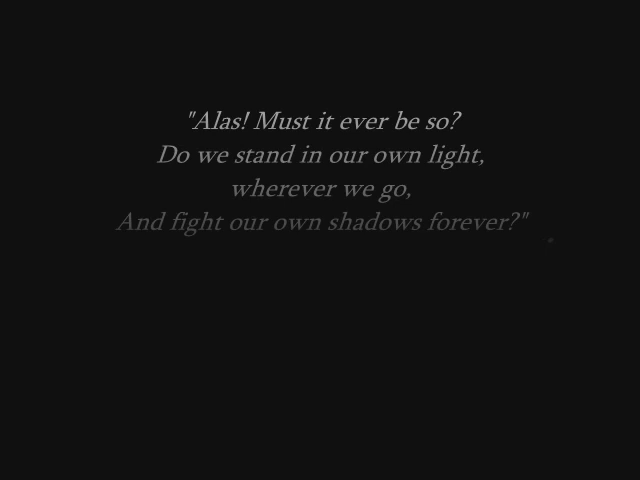 "Alas! Must it ever be so?
Do we stand in our own light,
wherever we go,
And fight our own shadows forever?"